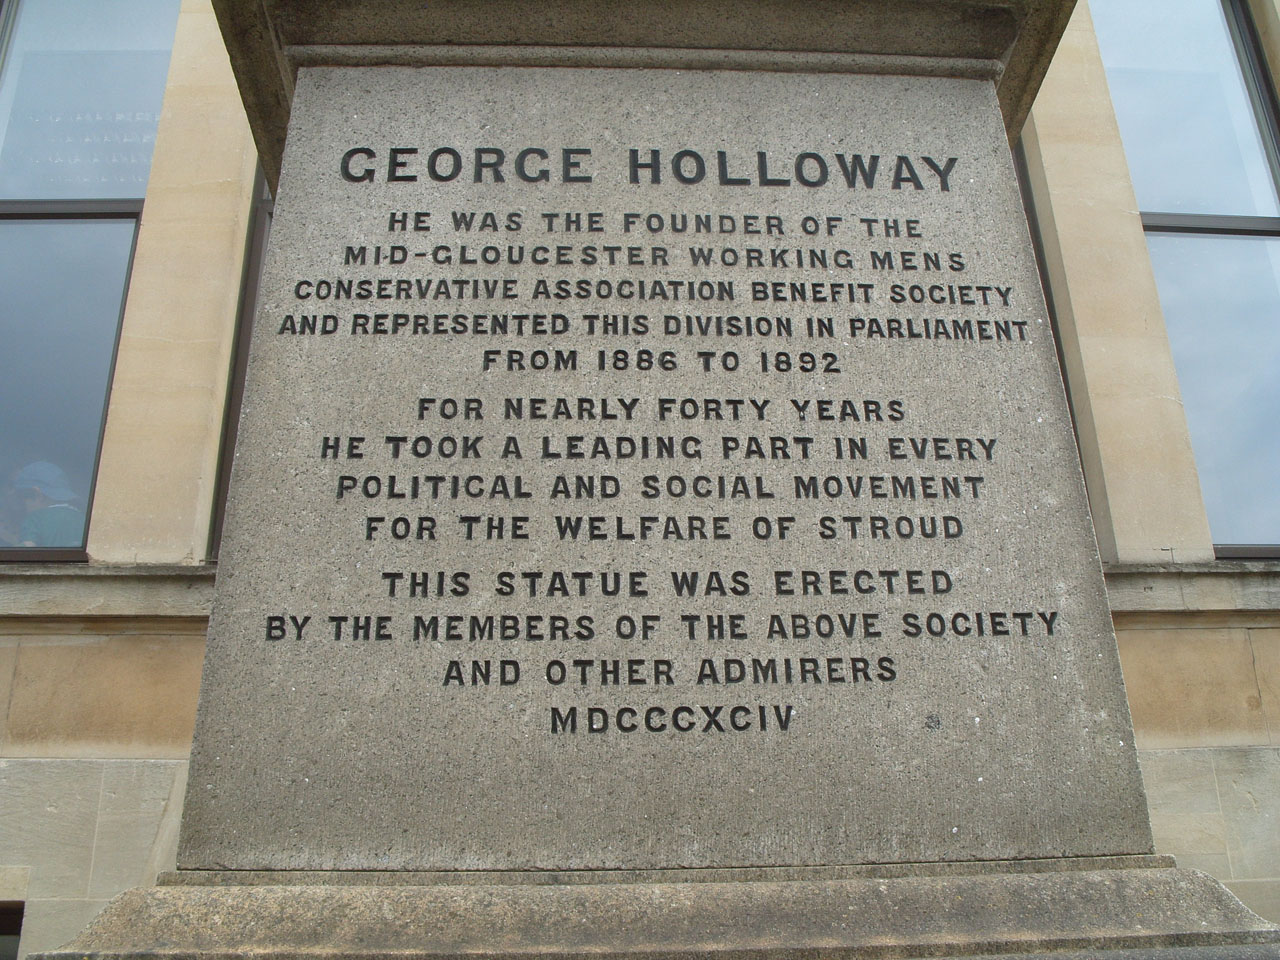 GEORGE HOLLOWAY
HE WAS THE FOUNDER OF THE
MID-GLOUCESTER WORKING MENS
CONSERVATIVE ASSOCIATION BENEFIT SOCIETY
AND REPRESENTED THIS DIVISION IN PARLIAMENT
FROM 1886 TO 1892
FOR NEARLY FORTY YEARS
HE TOOK A LEADING PART IN EVERY
POLITICAL AND SOCIAL MOVEMENT
FOR THE WELFARE OF STROUD
THIS STATUE WAS ERECTED
BY THE MEMBERS OF THE ABOVE SOCIETY
AND OTHER ADMIRERS
MDCCCXCIV